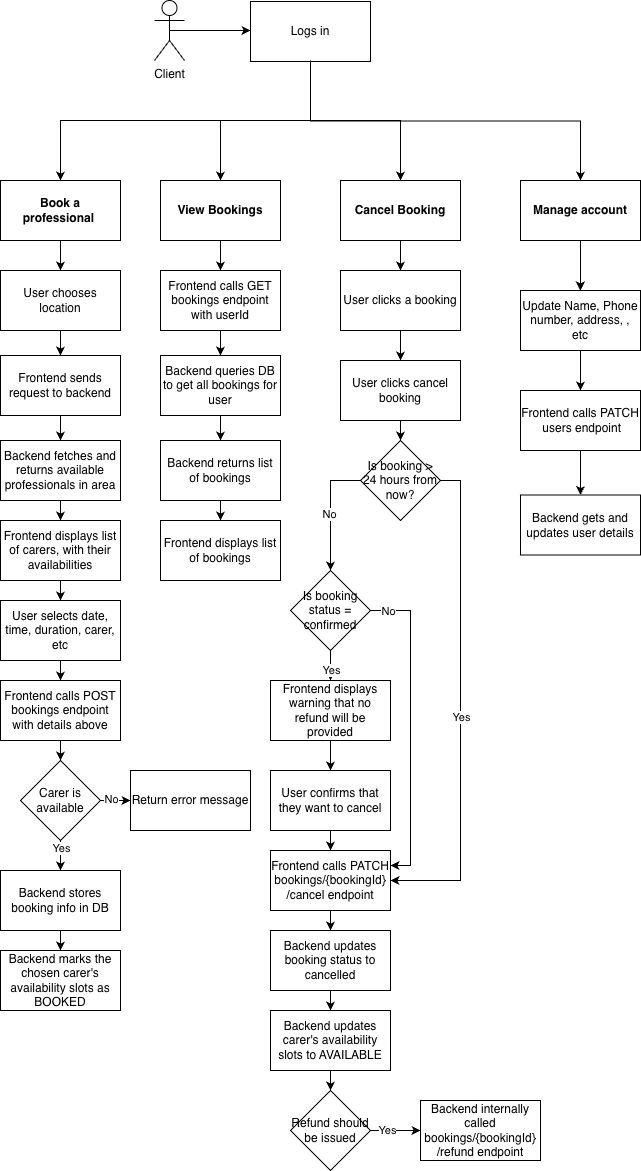 Logs in
Client
Book a
professional
View Bookings
Cancel Booking
Manage account
User chooses
location
Frontend sends
request to backend
Backend fetches and
returns available
professionals in area
Frontend displays list
of carers, with their
availabilities
User selects date,
time, duration, carer,
etc
Frontend calls POST
bookings endpoint
with details above
Carer is
available
No
Return error message
Yes
Backend stores
booking info in DB
Backend marks the
chosen carer's
availability slots as
BOOKED
Frontend calls GET
bookings endpoint
with userId
Backend queries DB
to get all bookings for
user
Backend returns list
of bookings
Frontend displays list
of bookings
User clicks a booking
User clicks cancel
booking
Is booking >
24 hours from
now?
No
Yes
Is booking
status =
confirmed
No
Yes
Frontend displays
warning that no
refund will be
provided
User confirms that
they want to cancel
Frontend calls PATCH
bookings/{bookingId}
/cancel endpoint
Backend updates
booking status to
cancelled
Backend updates
carer's availability
slots to AVAILABLE
Refund should
be issued
Yes
Backend internally
called
bookings/{bookingId}
/refund endpoint
Update Name, Phone
number, address, ,
etc
Frontend calls PATCH
users endpoint
Backend gets and
updates user details